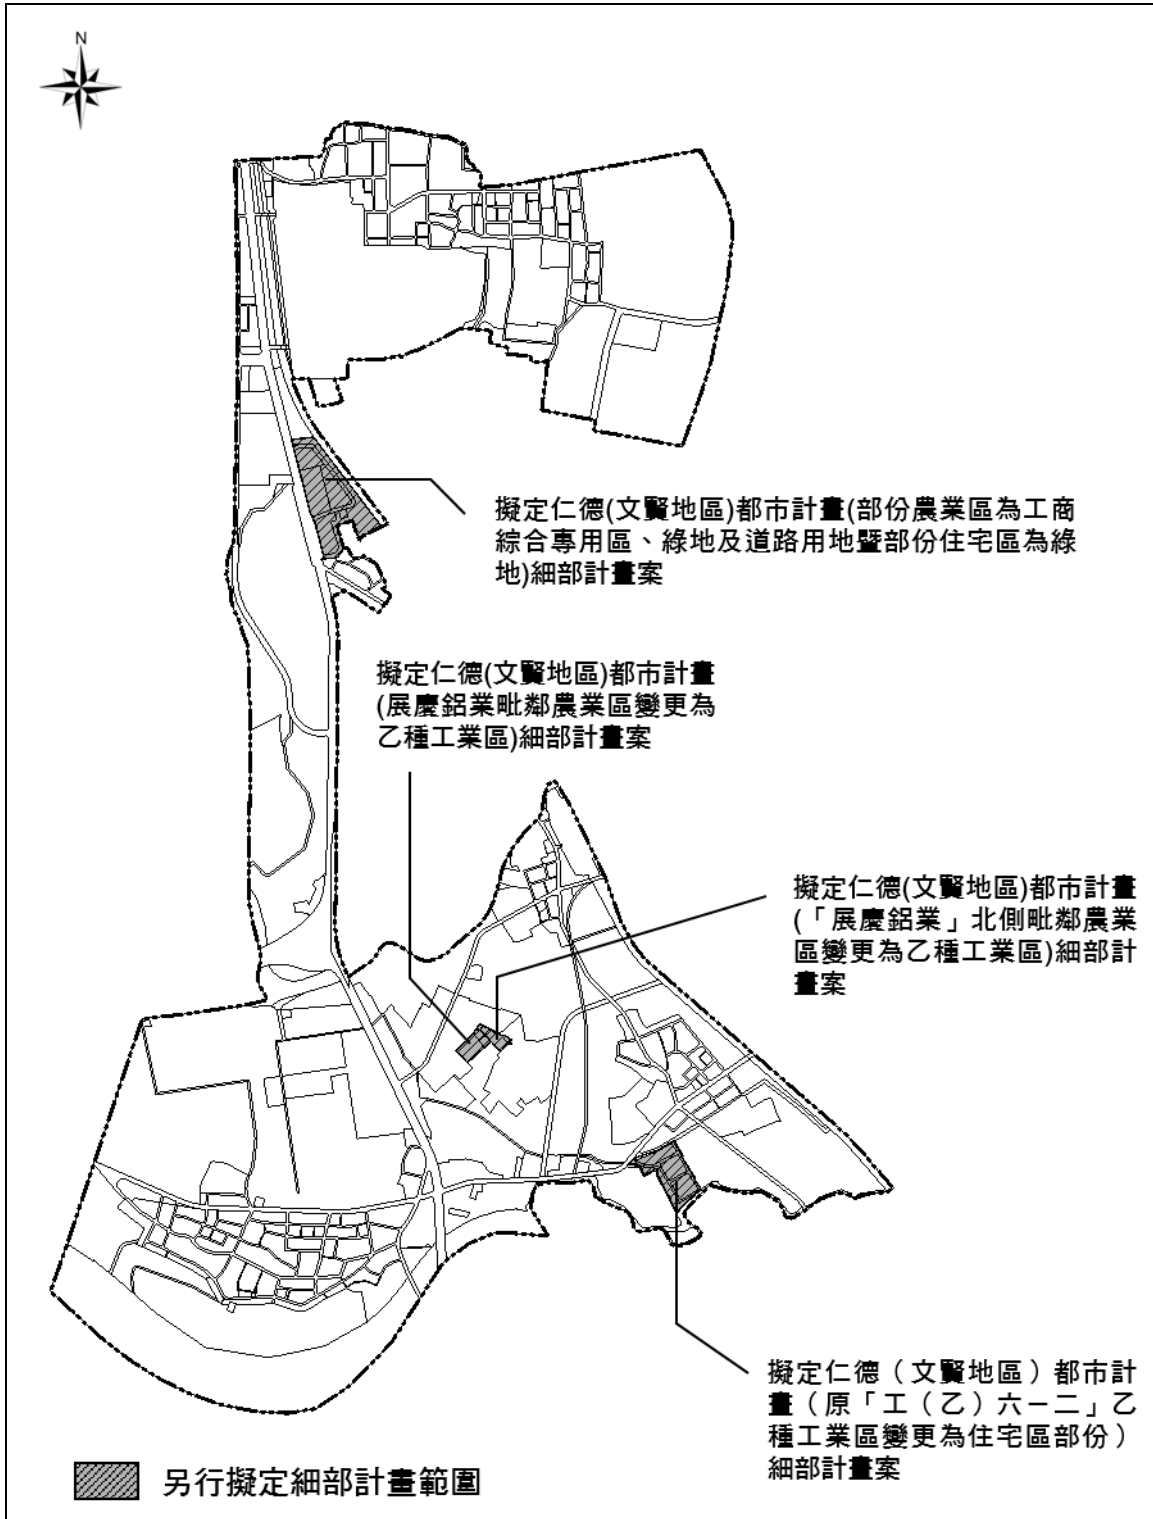 N
擬定仁德(文賢地區)都市計畫(部份農業區為工商
綜合專用區、綠地及道路用地暨部份住宅區為綠
地)細部計畫案
擬定仁德(文賢地區)都市計畫
(展慶鋁業毗鄰農業區變更為
乙種工業區)細部計畫案
擬定仁德(文賢地區)都市計畫
(「展慶鋁業」北側毗鄰農業
區變更為乙種工業區)細部計
畫案
擬定仁德（文賢地區）都市計
畫（原「工（乙）六－二」乙
種工業區變更為住宅區部份）
細部計畫案
另行擬定細部計畫範圍